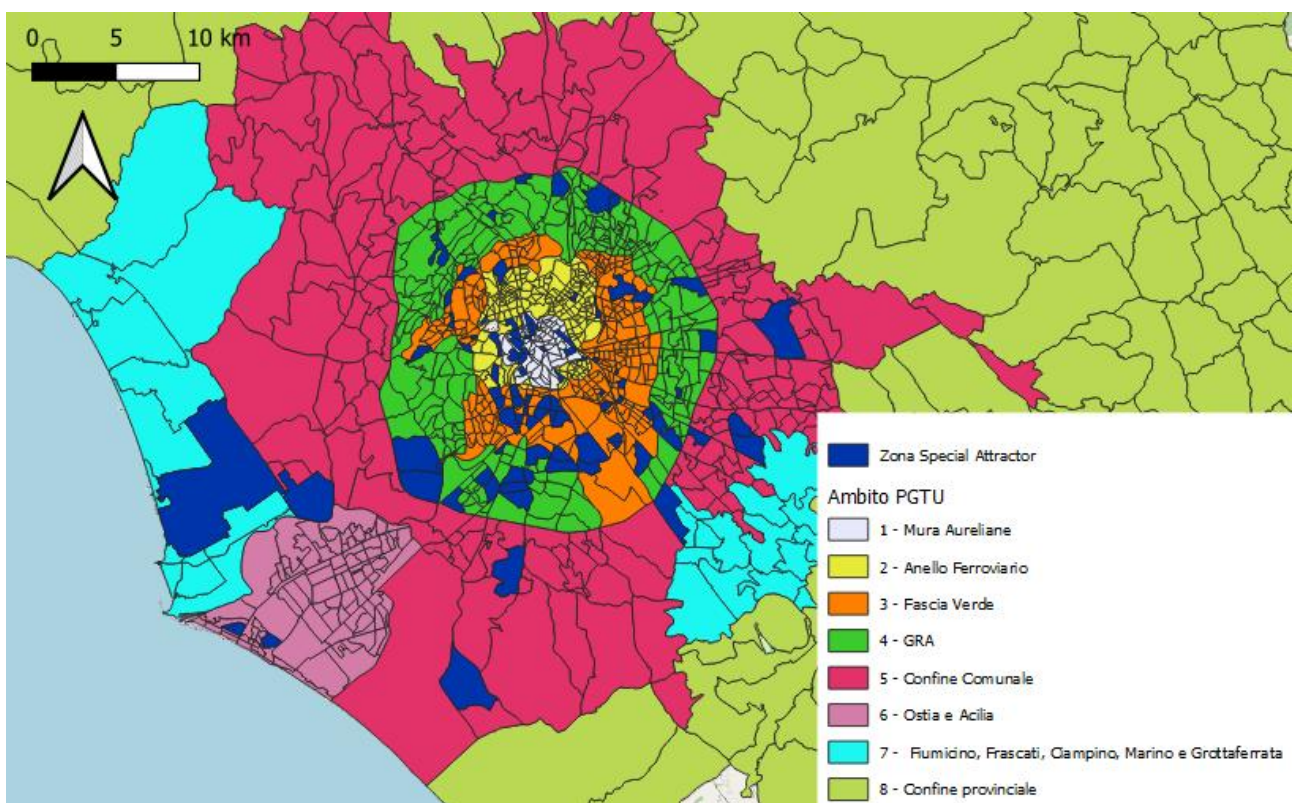 0 5 10 km
Zona Special Attractor
Ambito PGTU
1 - Mura Aureliane
2 - Anello Ferroviario
3 - Fascia Verde
4 - GRA
5 - Confine Comunale
6 - Ostia e Acilia
7 - Fiumicino, Frascati, Ciampino, Marino e Grottaferrata
8 - Confine provinciale